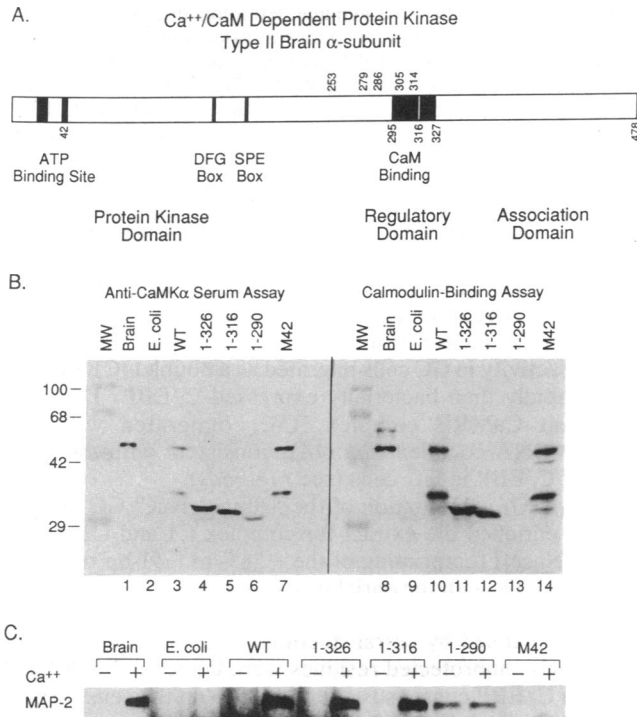 A.
Ca++/CaM Dependent Protein Kinase
Type II Brain α-subunit
253 279 286 305 314
42 295 316 327 478
ATP Binding Site
DFG Box
SPE Box
CaM Binding
Protein Kinase Domain
Regulatory Domain
Association Domain
B.
Anti-CaMKα Serum Assay
Calmodulin-Binding Assay
MW Brain E. coli WT 1-326 1-316 1-290 M42 MW Brain E. coli WT 1-326 1-316 1-290 M42
100
68
42
29
1 2 3 4 5 6 7 8 9 10 11 12 13 14
C.
Brain E. coli WT 1-326 1-316 1-290 M42
Ca++ − + − + − + − + − + − + − +
MAP-2